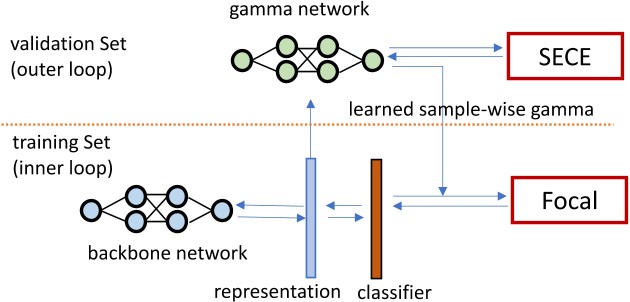 gamma network
validation Set
(outer loop)
SECE
learned sample-wise gamma
training Set
(inner loop)
Focal
backbone network
representation
classifier